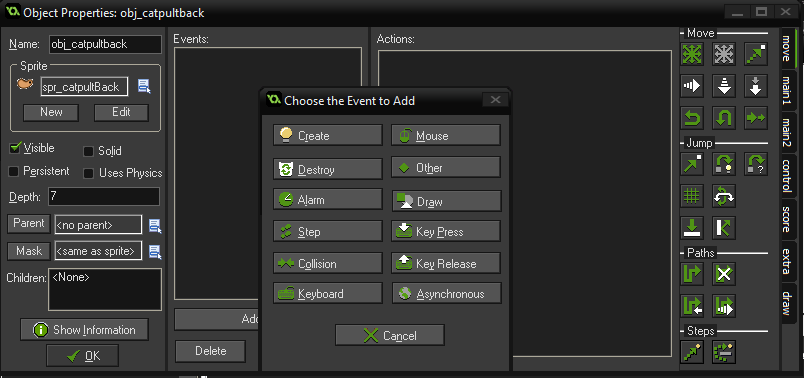 Object Properties: obj_catpultback
Name: obj_catpultback
Sprite
spr_catpultBack
New Edit
Visible Solid
Persistent Uses Physics
Depth: 7
Parent <no parent>
Mask <same as sprite>
Children: <None>
Show Information
OK
Events:
Add
Delete
Actions:
Choose the Event to Add
Create Mouse
Destroy Other
Alarm Draw
Step Key Press
Collision Key Release
Keyboard Asynchronous
Cancel
Move
Jump
?
Paths
Steps
move
main1
main2
control
score
extra
draw